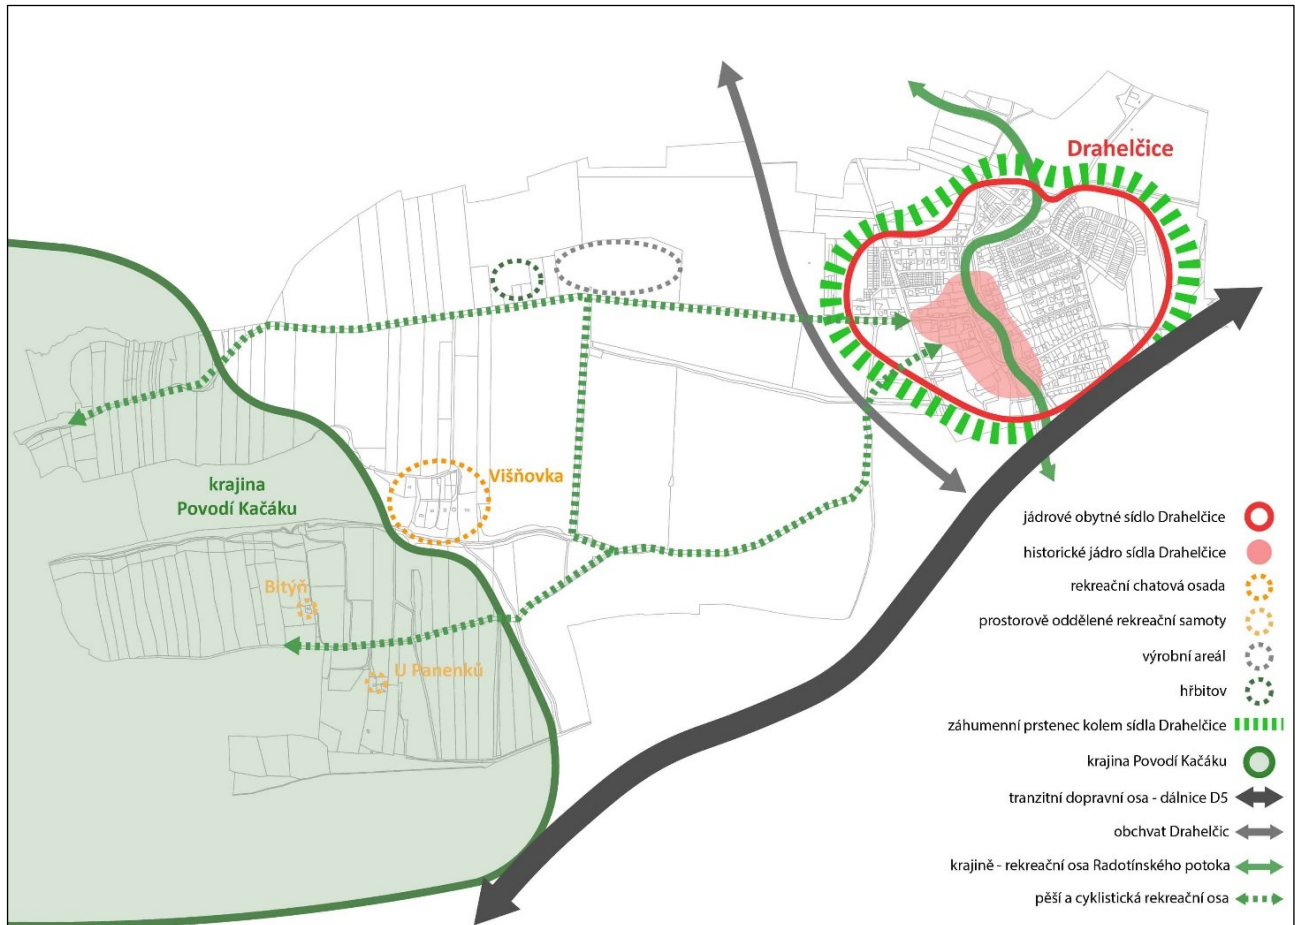 Drahelčice
Višňovka
krajina
Povodí Kačáku
Bitýň
U Panenků
jádrové obytné sídlo Drahelčice
historické jádro sídla Drahelčice
rekreační chatová osada
prostorově oddělené rekreační samoty
výrobní areál
hřbitov
záhumenní prstenec kolem sídla Drahelčice
krajina Povodí Kačáku
tranzitní dopravní osa - dálnice D5
obchvat Drahelčic
krajině - rekreační osa Radotínského potoka
pěší a cyklistická rekreační osa